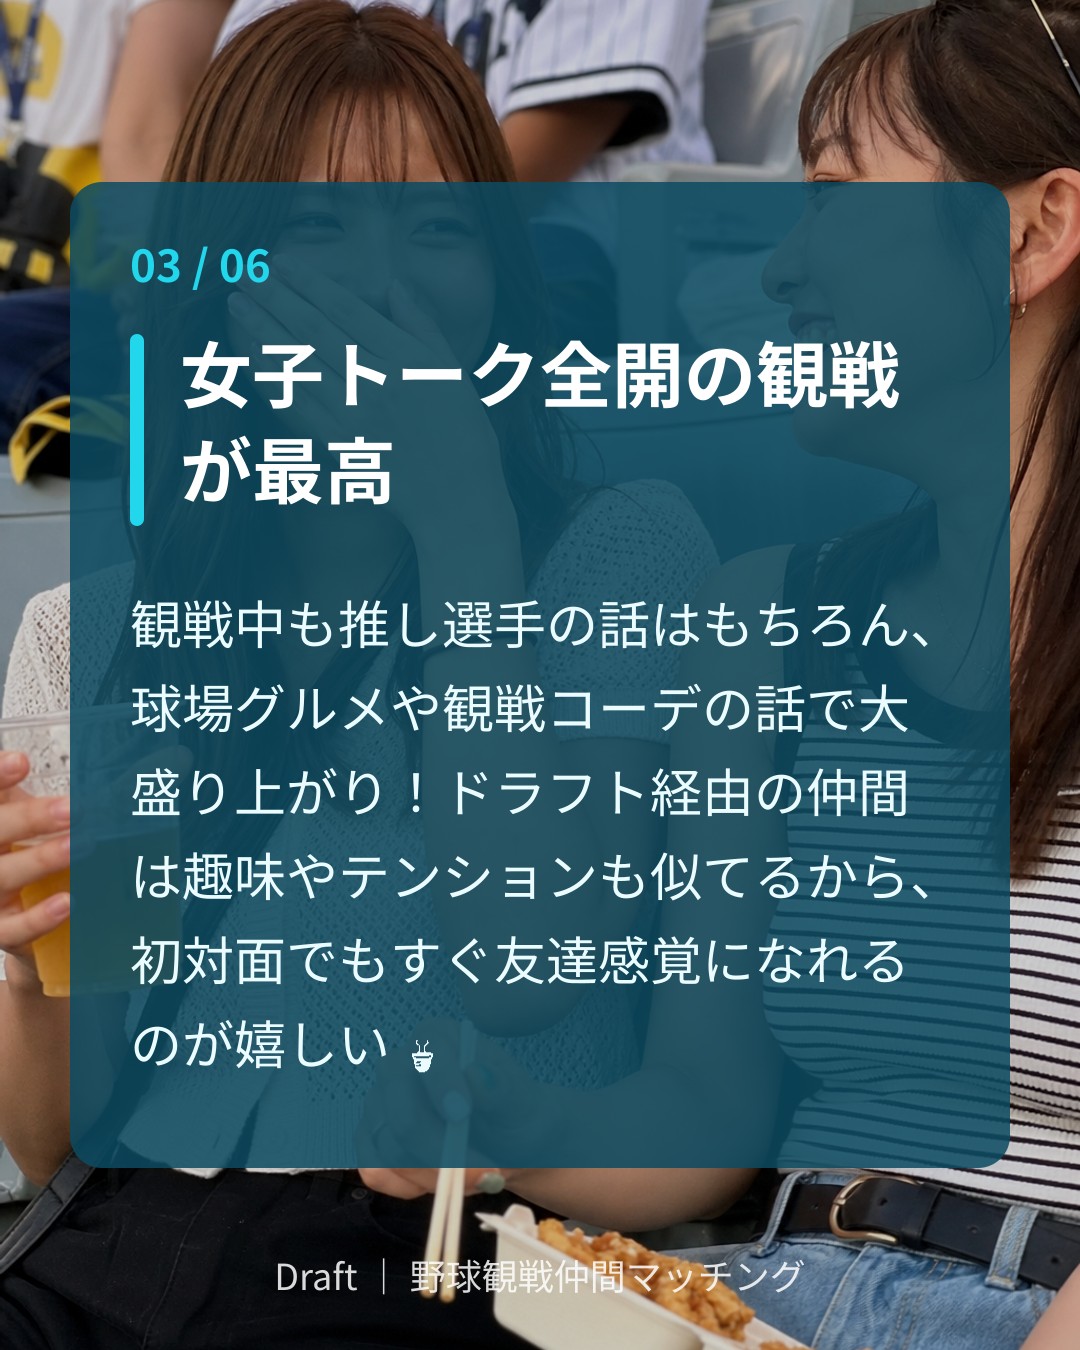 03 / 06
女子トーク全開の観戦
が最高
観戦中も推し選手の話はもちろん、
球場グルメや観戦コーデの話で大
盛り上がり！ドラフト経由の仲間
は趣味やテンションも似てるから、
初対面でもすぐ友達感覚になれる
のが嬉しい🍵
Draft ｜ 野球観戦仲間マッチング